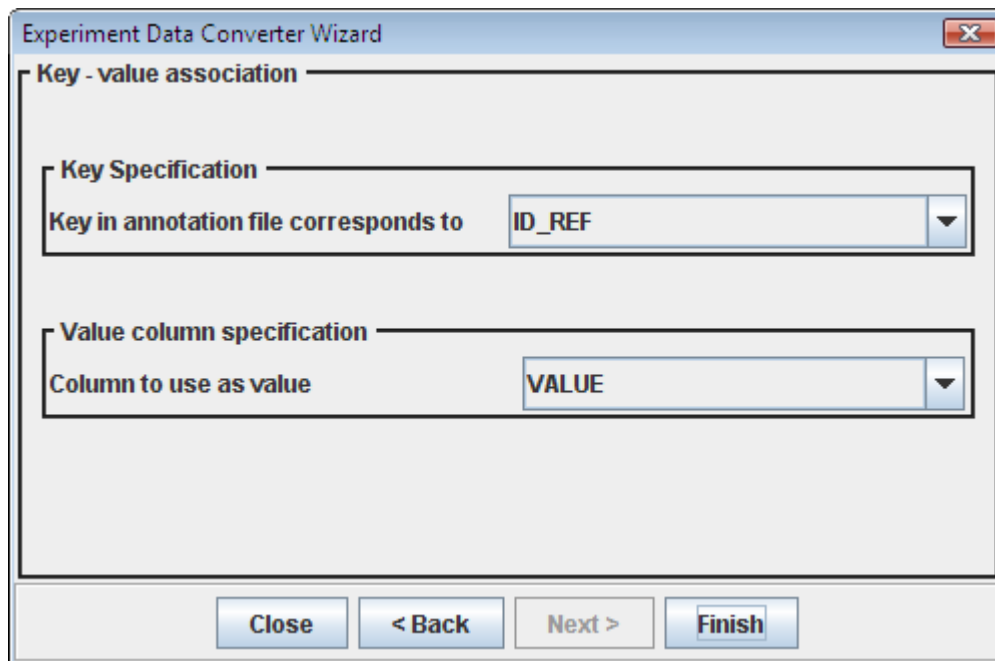 Experiment Data Converter Wizard
Key - value association
Key Specification
Key in annotation file corresponds to ID_REF
Value column specification
Column to use as value VALUE
Close < Back Next > Finish